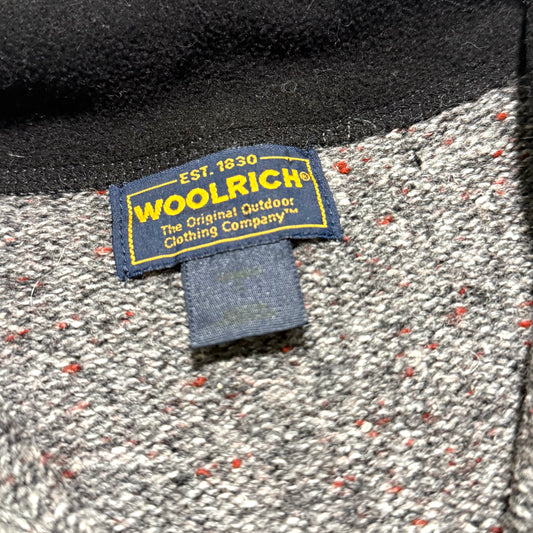 EST. 1830
WOOLRICH®
The Original Outdoor
Clothing Company™